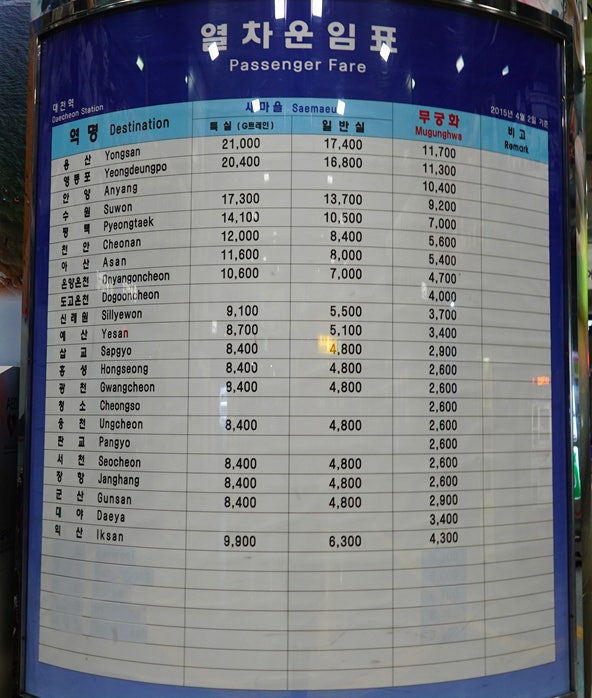 열차운임표
Passenger Fare
대천역
Daecheon Station
2015년 4월 2일 기준
역 명 Destination 새마을 Saemaeul 무궁화 Mugunghwa 비고 Remark
특실 (G트레인) 일반실
용 산 Yongsan 21,000 17,400 11,700
영등포 Yeongdeungpo 20,400 16,800 11,300
안 양 Anyang 10,400
수 원 Suwon 17,300 13,700 9,200
평 택 Pyeongtaek 14,100 10,500 7,000
천 안 Cheonan 12,000 8,400 5,600
아 산 Asan 11,600 8,000 5,400
온양온천 Onyangoncheon 10,600 7,000 4,700
도고온천 Dogooncheon 4,000
신례원 Sillyewon 9,100 5,500 3,700
예 산 Yesan 8,700 5,100 3,400
삽 교 Sapgyo 8,400 4,800 2,900
홍 성 Hongseong 8,400 4,800 2,600
광 천 Gwangcheon 8,400 4,800 2,600
청 소 Cheongso 2,600
웅 천 Ungcheon 8,400 4,800 2,600
판 교 Pangyo 2,600
서 천 Seocheon 8,400 4,800 2,600
장 항 Janghang 8,400 4,800 2,600
군 산 Gunsan 8,400 4,800 2,900
대 야 Daeya 3,400
익 산 Iksan 9,900 6,300 4,300